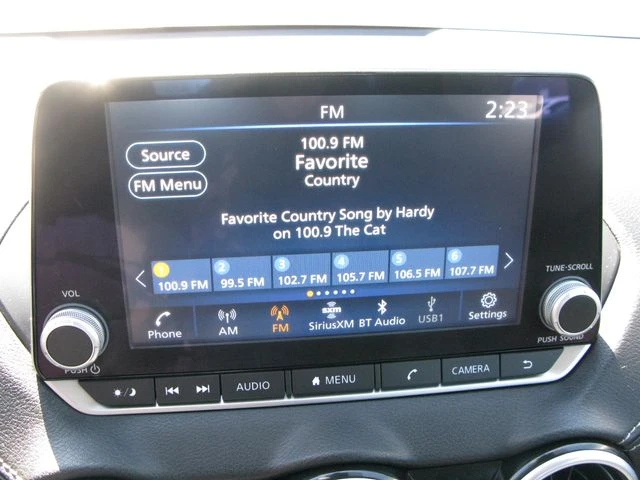 FM
2:23
Source
FM Menu
100.9 FM
Favorite
Country
Favorite Country Song by Hardy
on 100.9 The Cat
1 100.9 FM
2 99.5 FM
3 102.7 FM
4 105.7 FM
5 106.5 FM
6 107.7 FM
Phone
AM
FM
sxm
SiriusXM
BT Audio
USB1
Settings
VOL
PUSH
TUNE·SCROLL
PUSH SOUND
AUDIO
MENU
CAMERA